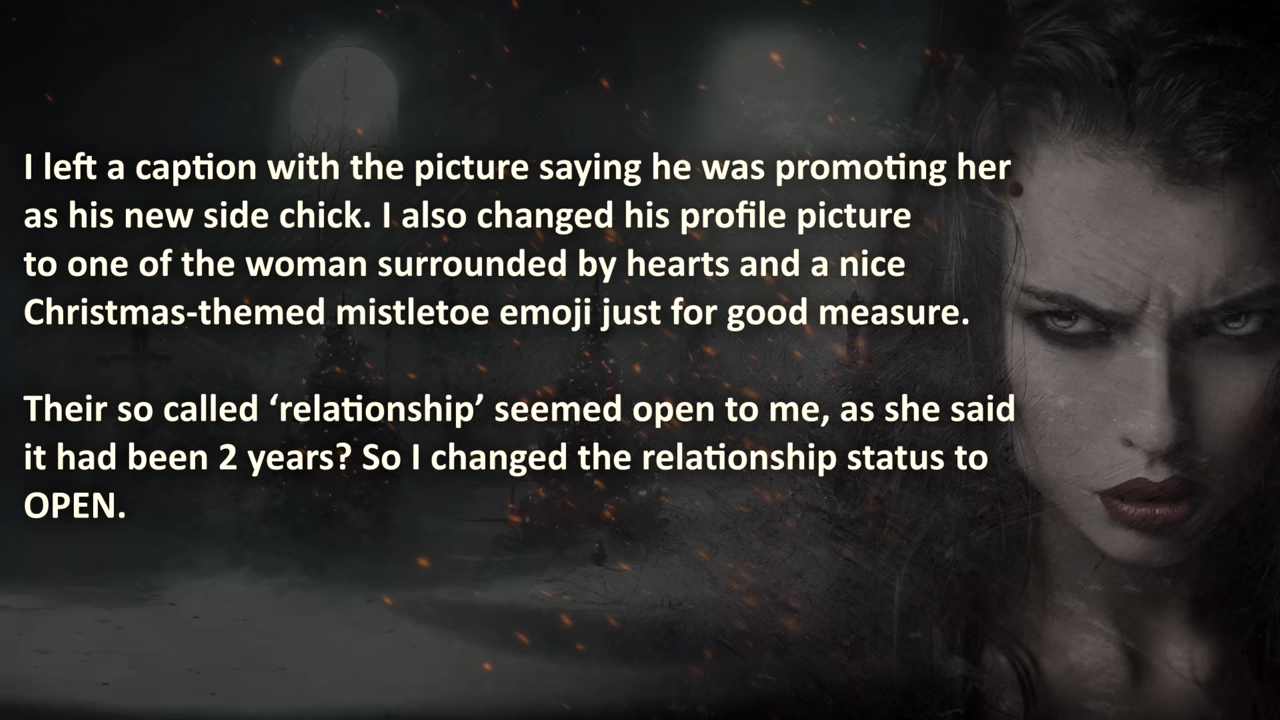 I left a caption with the picture saying he was promoting her
as his new side chick. I also changed his profile picture
to one of the woman surrounded by hearts and a nice
Christmas-themed mistletoe emoji just for good measure.
Their so called ‘relationship’ seemed open to me, as she said
it had been 2 years? So I changed the relationship status to
OPEN.